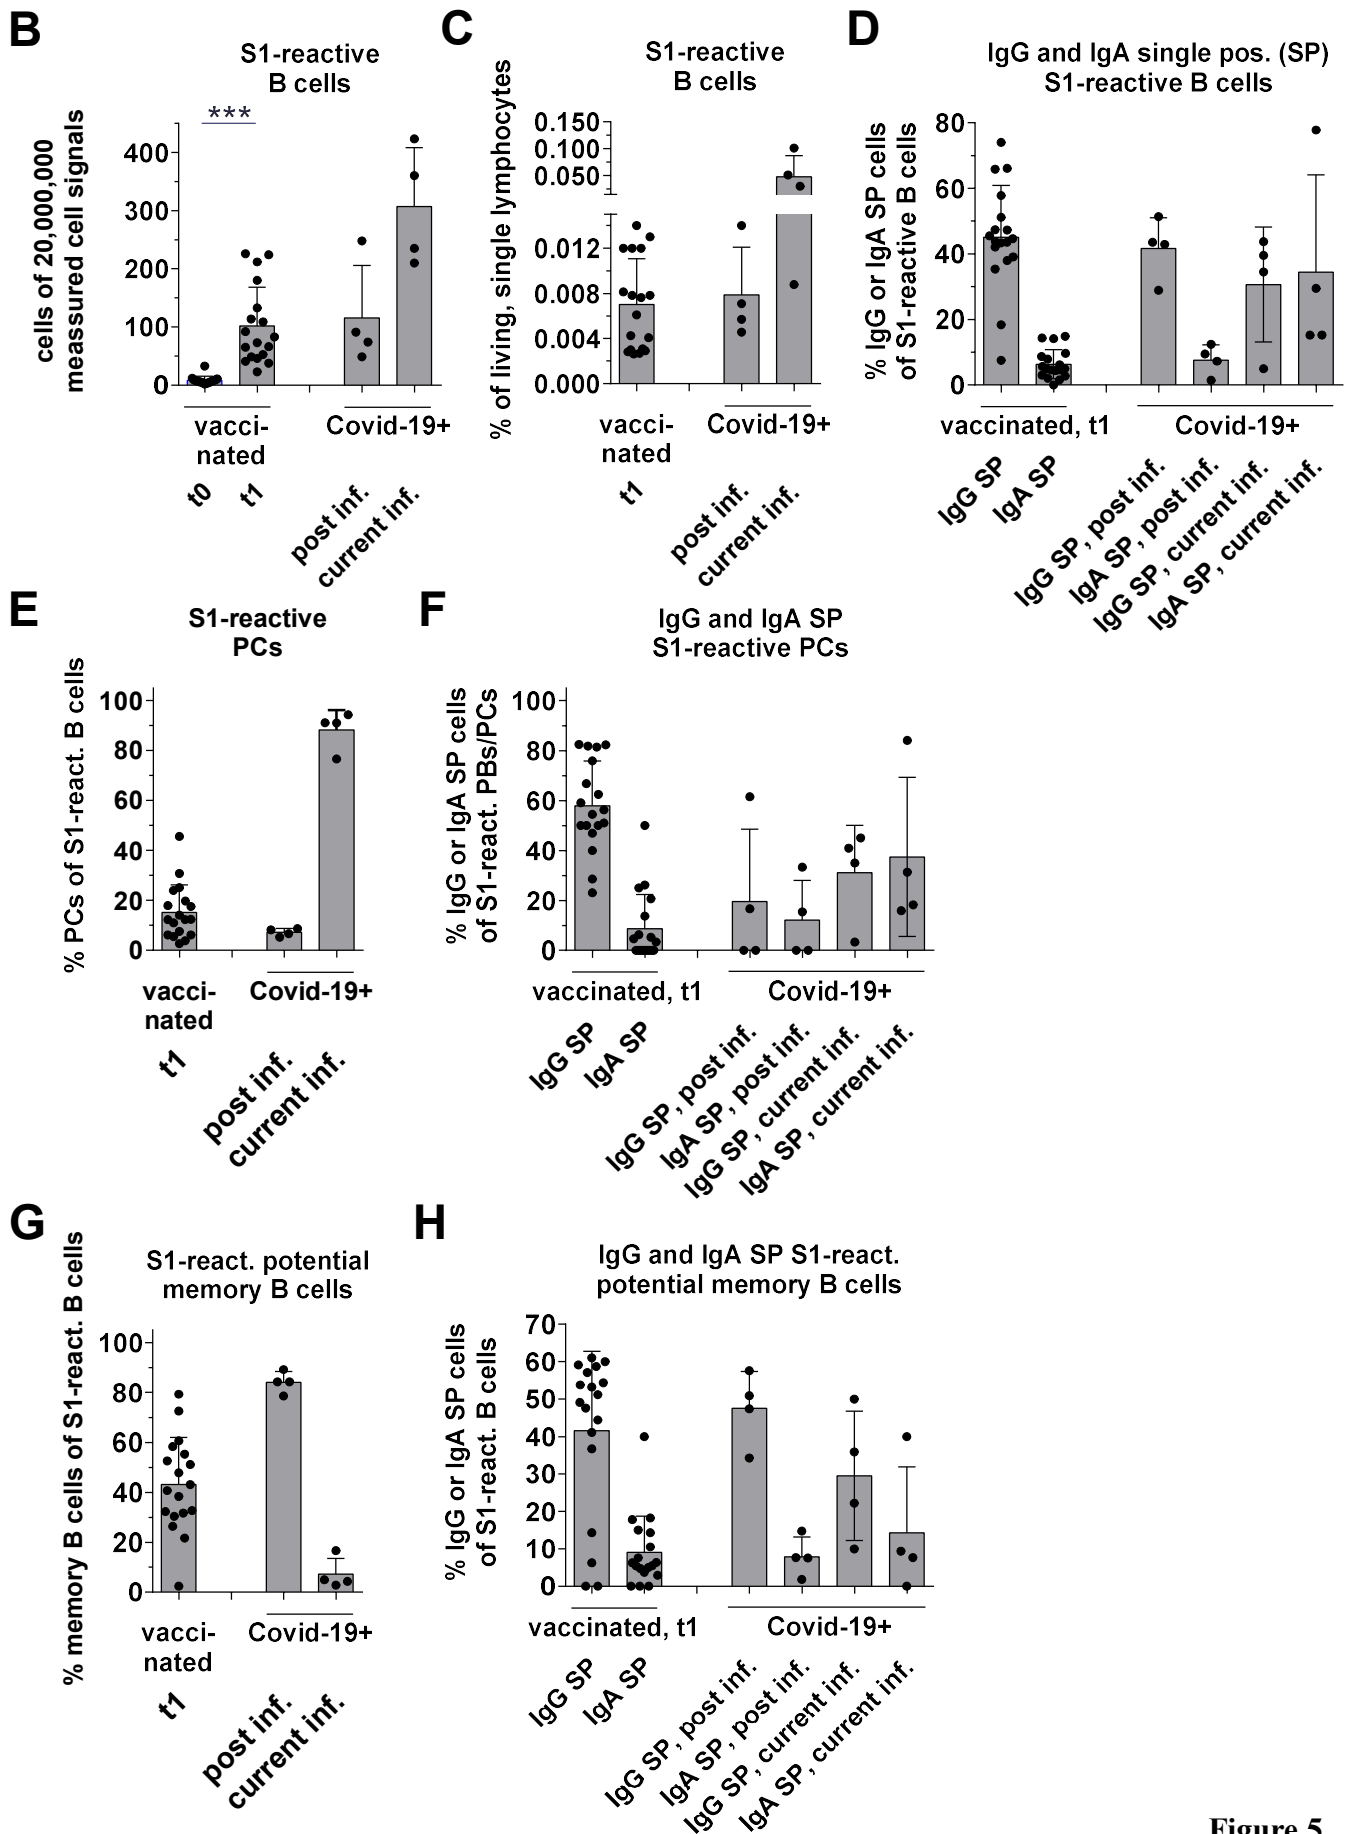 B
S1-reactive
B cells
***
cells of 20,000,000
meassured cell signals
400
300
200
100
0
vacci-
nated
Covid-19+
t0
t1
post inf.
current inf.
C
S1-reactive
B cells
% of living, single lymphocytes
0.150
0.100
0.050
0.012
0.008
0.004
0.000
vacci-
nated
Covid-19+
t1
post inf.
current inf.
D
IgG and IgA single pos. (SP)
S1-reactive B cells
% IgG or IgA SP cells
of S1-reactive B cells
80
60
40
20
0
vaccinated, t1
Covid-19+
IgG SP
IgA SP
IgG SP, post inf.
IgA SP, post inf.
IgG SP, current inf.
IgA SP, current inf.
E
S1-reactive
PCs
% PCs of S1-react. B cells
100
80
60
40
20
0
vacci-
nated
Covid-19+
t1
post inf.
current inf.
F
IgG and IgA SP
S1-reactive PCs
% IgG or IgA SP cells
of S1-react. PBs/PCs
100
80
60
40
20
0
vaccinated, t1
Covid-19+
IgG SP
IgA SP
IgG SP, post inf.
IgA SP, post inf.
IgG SP, current inf.
IgA SP, current inf.
G
S1-react. potential
memory B cells
% memory B cells of S1-react. B cells
100
80
60
40
20
0
vacci-
nated
Covid-19+
t1
post inf.
current inf.
H
IgG and IgA SP S1-react.
potential memory B cells
% IgG or IgA SP cells
of S1-react. B cells
70
60
50
40
30
20
10
0
vaccinated, t1
Covid-19+
IgG SP
IgA SP
IgG SP, post inf.
IgA SP, post inf.
IgG SP, current inf.
IgA SP, current inf.
Figure 5